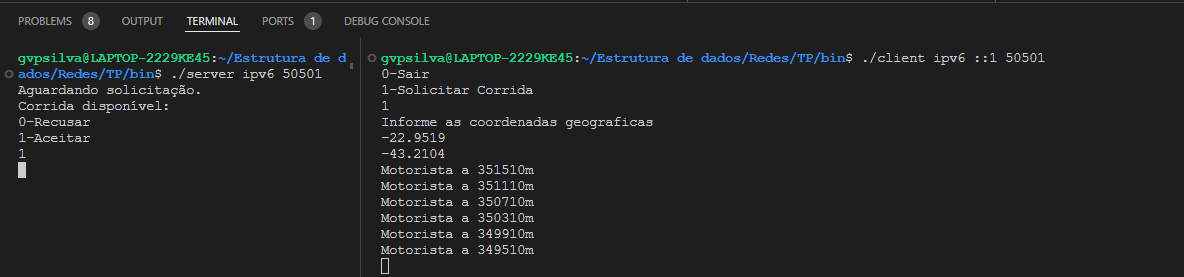 PROBLEMS 8 OUTPUT TERMINAL PORTS 1 DEBUG CONSOLE
gvpsilva@LAPTOP-2229KE45:~/Estrutura de d
ados/Redes/TP/bin$ ./server ipv6 50501
Aguardando solicitação.
Corrida disponível:
0-Recusar
1-Aceitar
1
gvpsilva@LAPTOP-2229KE45:~/Estrutura de dados/Redes/TP/bin$ ./client ipv6 ::1 50501
0-Sair
1-Solicitar Corrida
1
Informe as coordenadas geograficas
-22.9519
-43.2104
Motorista a 351510m
Motorista a 351110m
Motorista a 350710m
Motorista a 350310m
Motorista a 349910m
Motorista a 349510m